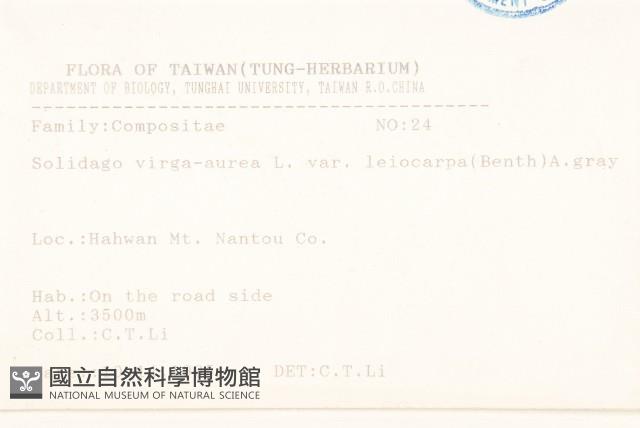 FLORA OF TAIWAN(TUNG-HERBARIUM)
DEPARTMENT OF BIOLOGY, TUNGHAI UNIVERSITY, TAIWAN R.O.CHINA
Family:Compositae NO:24
Solidago virga-aurea L. var. leiocarpa(Benth)A.gray
Loc.:Hahwan Mt. Nantou Co.
Hab.:On the road side
Alt.:3500m
Coll.:C.T.Li
DET:C.T.Li
國立自然科學博物館
NATIONAL MUSEUM OF NATURAL SCIENCE